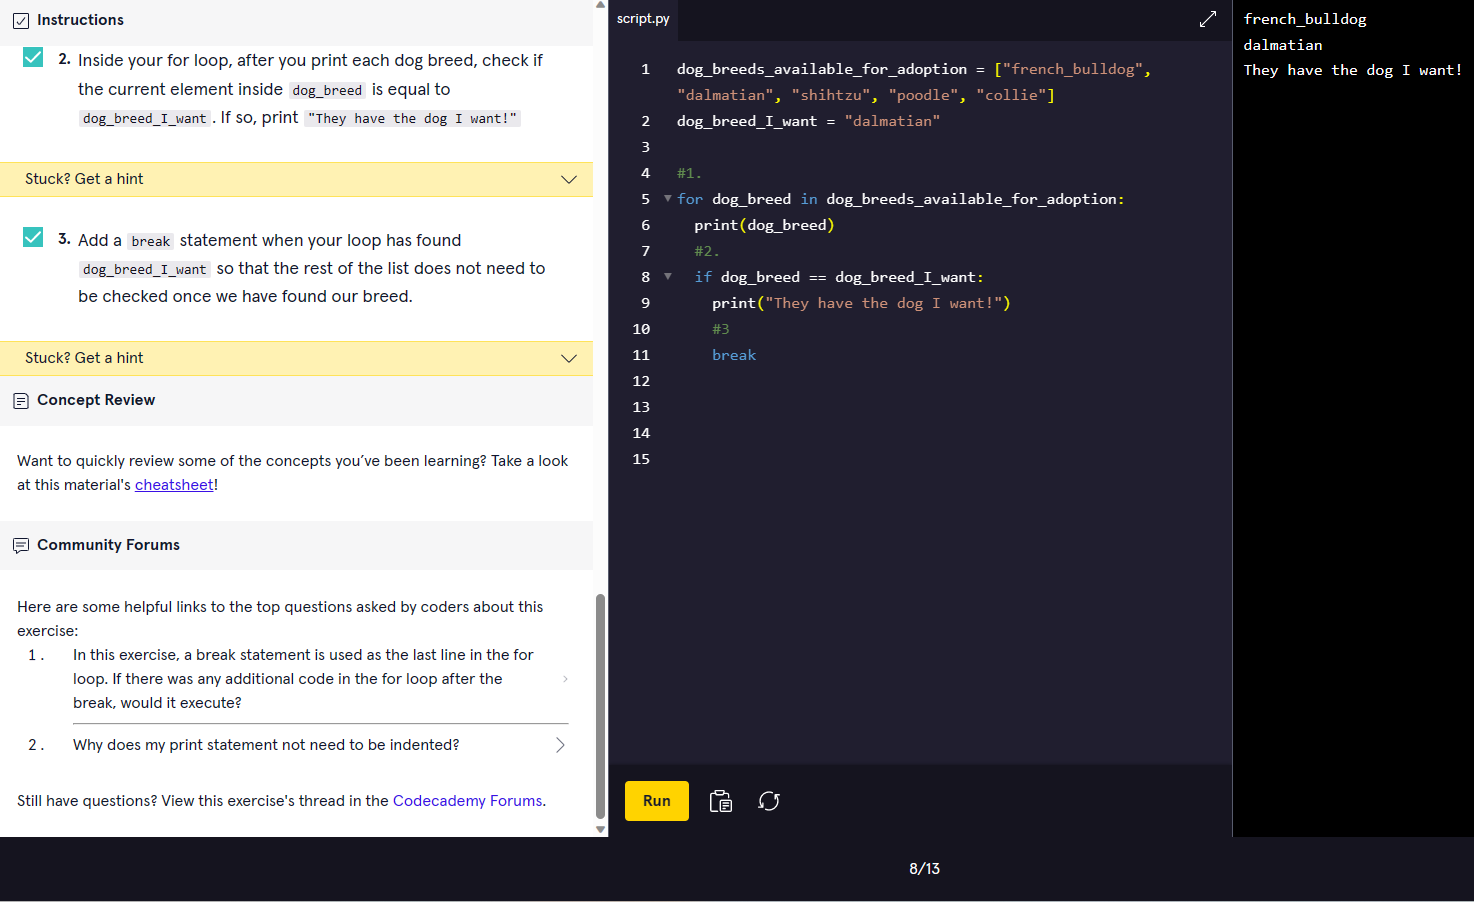 Instructions
2. Inside your for loop, after you print each dog breed, check if
the current element inside dog_breed is equal to
dog_breed_I_want . If so, print "They have the dog I want!"
Stuck? Get a hint
3. Add a break statement when your loop has found
dog_breed_I_want so that the rest of the list does not need to
be checked once we have found our breed.
Stuck? Get a hint
Concept Review
Want to quickly review some of the concepts you’ve been learning? Take a look
at this material's cheatsheet!
Community Forums
Here are some helpful links to the top questions asked by coders about this
exercise:
1. In this exercise, a break statement is used as the last line in the for
loop. If there was any additional code in the for loop after the
break, would it execute?
2. Why does my print statement not need to be indented?
Still have questions? View this exercise's thread in the Codecademy Forums.
script.py
1 dog_breeds_available_for_adoption = ["french_bulldog",
"dalmatian", "shihtzu", "poodle", "collie"]
2 dog_breed_I_want = "dalmatian"
3
4 #1.
5 for dog_breed in dog_breeds_available_for_adoption:
6 print(dog_breed)
7 #2.
8 if dog_breed == dog_breed_I_want:
9 print("They have the dog I want!")
10 #3
11 break
12
13
14
15
Run
french_bulldog
dalmatian
They have the dog I want!
8/13